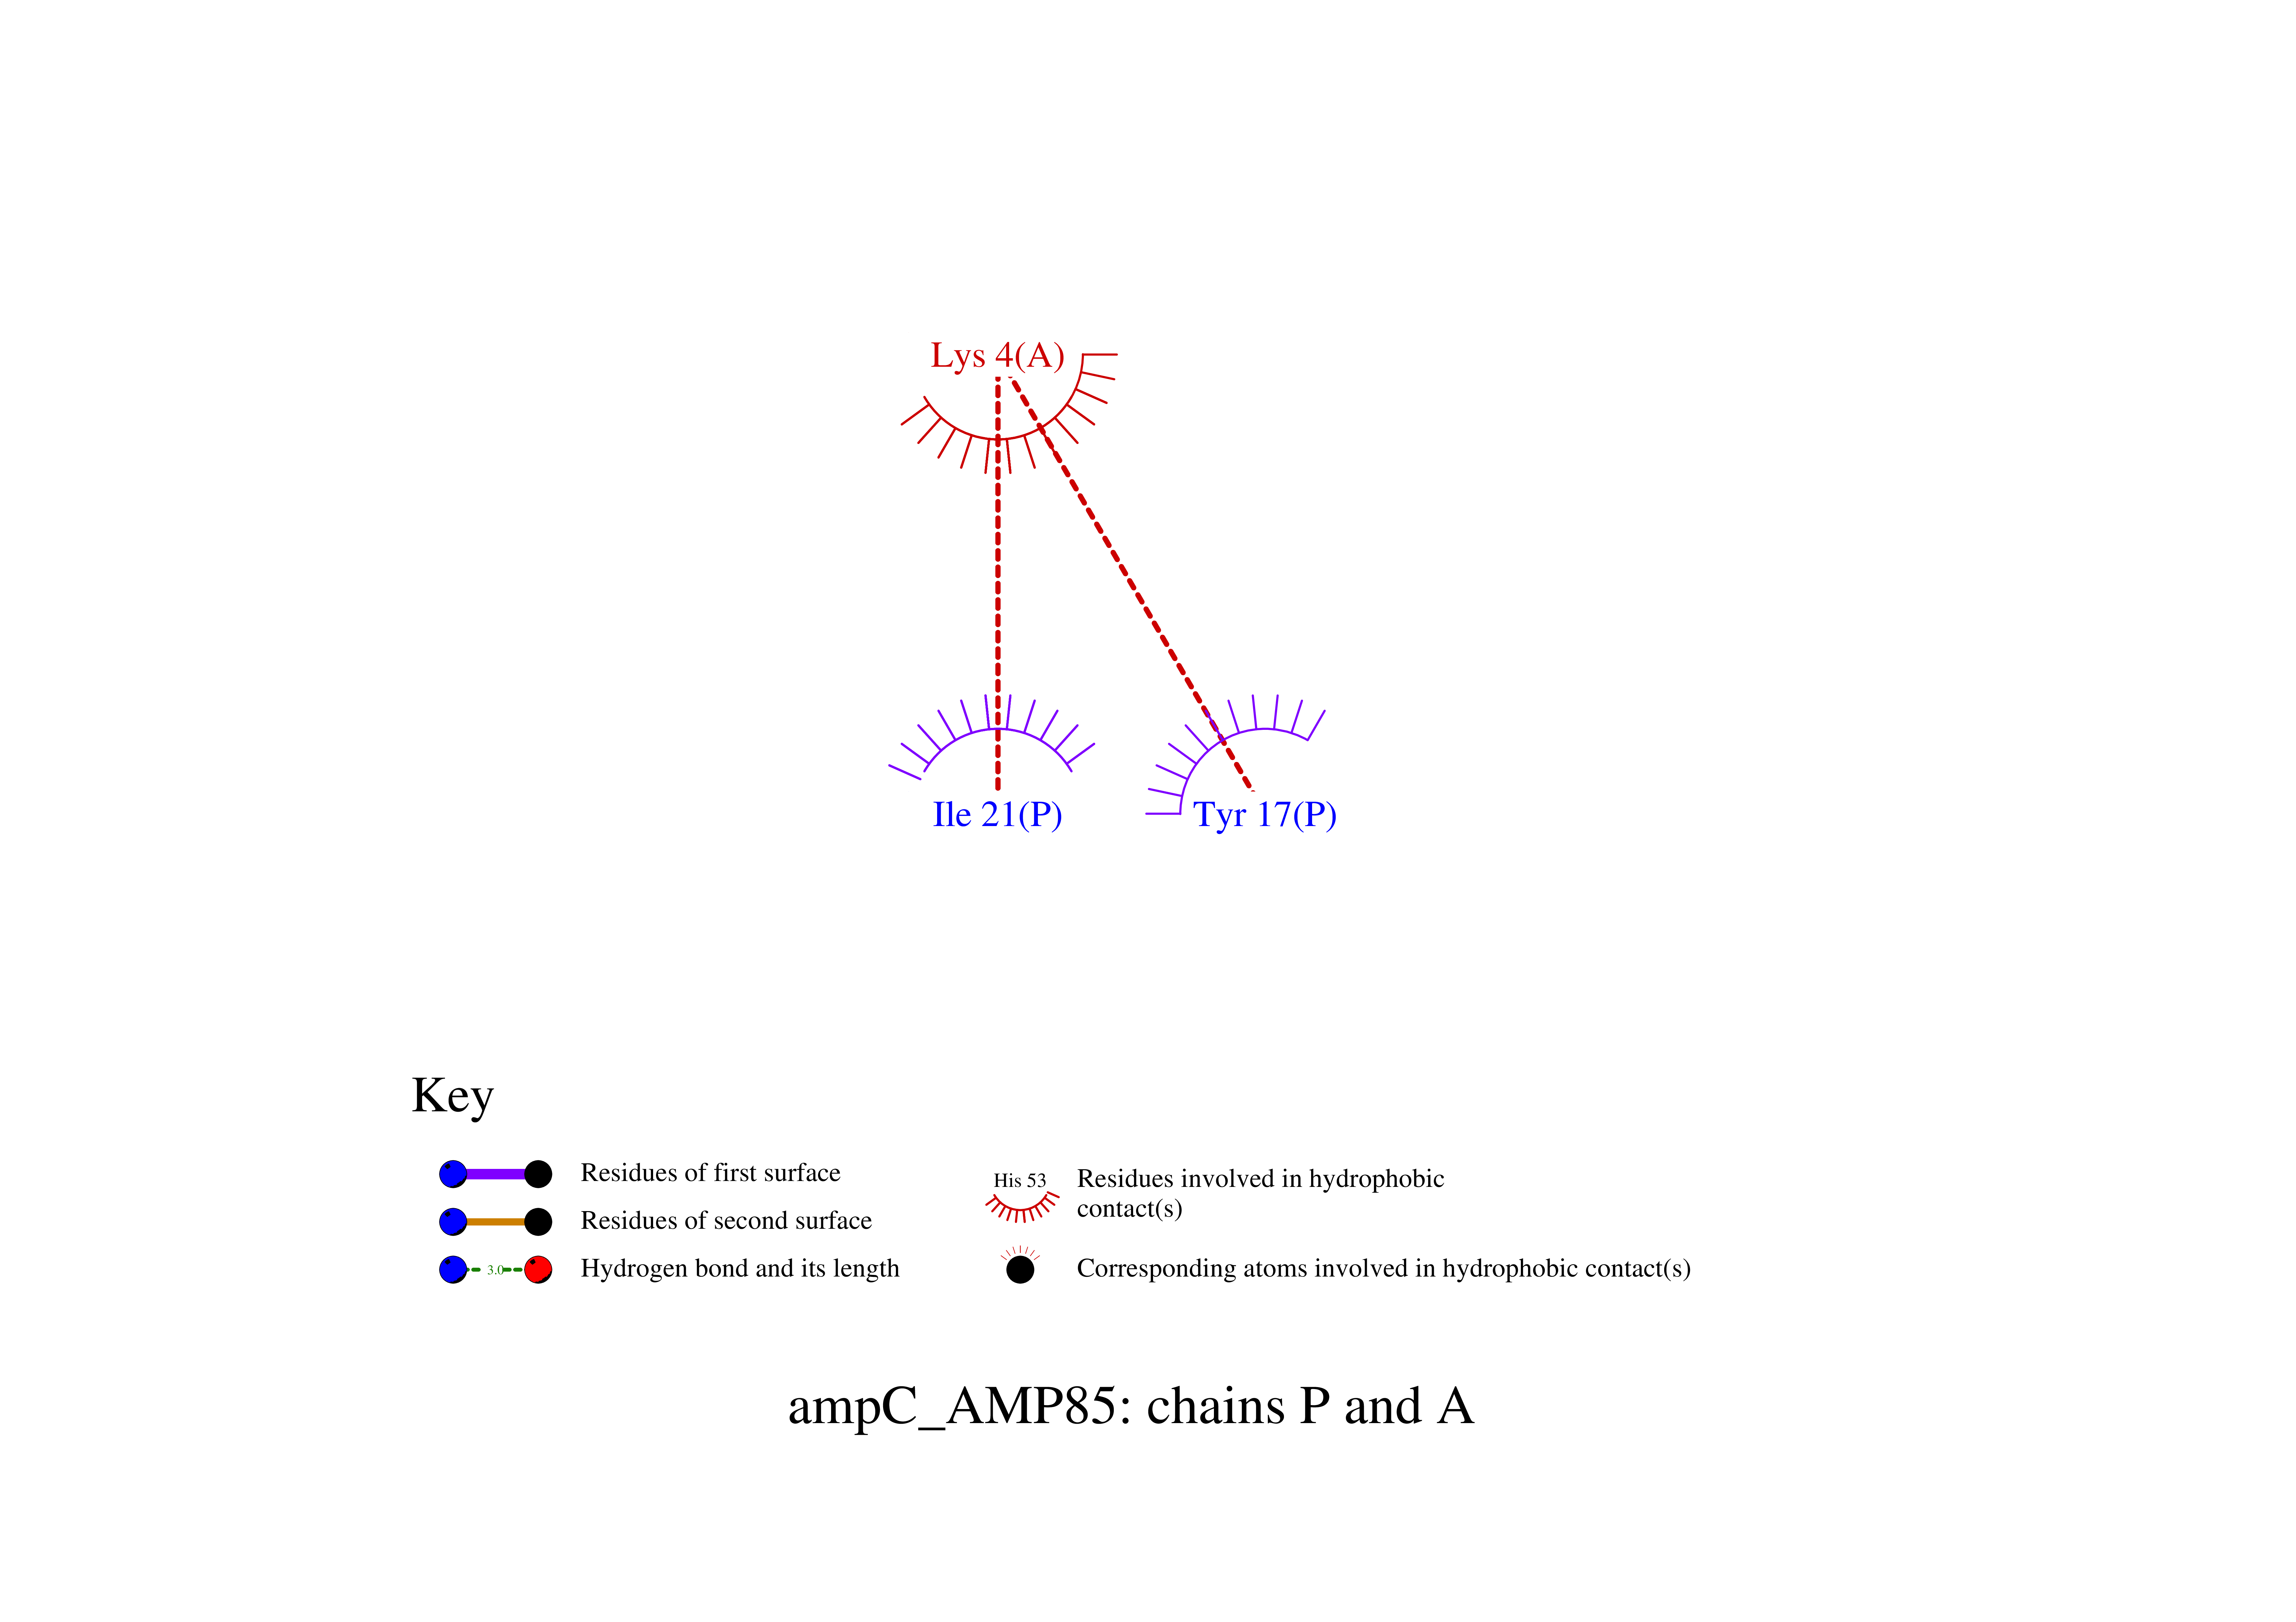 Lys 4(A)
Ile 21(P)
Tyr 17(P)
Key
Residues of first surface
Residues of second surface
3.0
Hydrogen bond and its length
His 53
Residues involved in hydrophobic
contact(s)
Corresponding atoms involved in hydrophobic contact(s)
ampC_AMP85: chains P and A